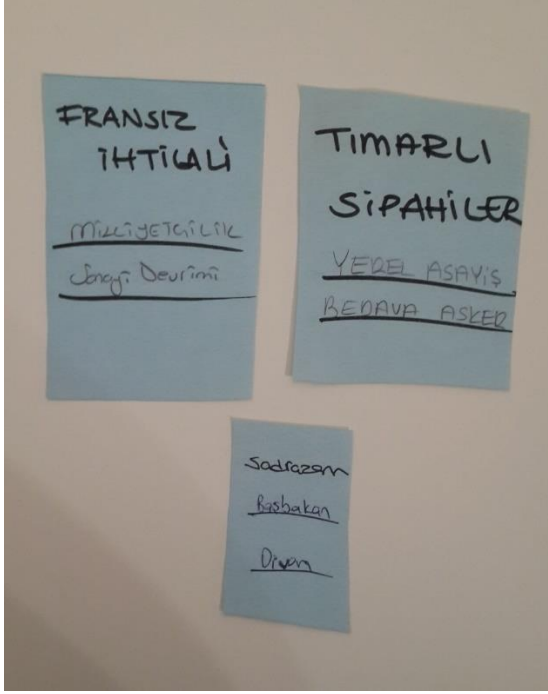 FRANSIZ
İHTİLALİ
MİLLİYETÇİLİK
Sanayi Devrimi
TIMARLI
SİPAHİLER
YEREL ASAYİŞ
BEDAVA ASKER
Sadrazam
Başbakan
Divan